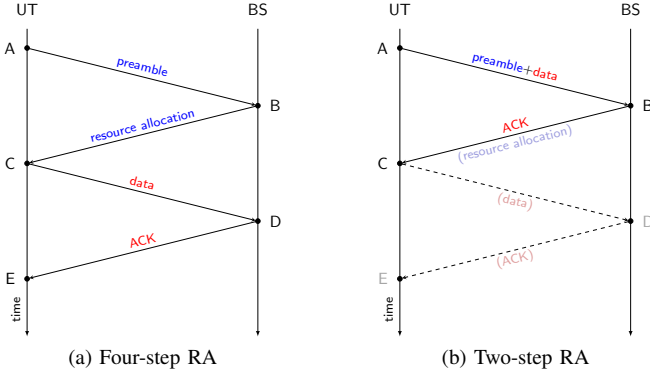 UT
BS
A
preamble
B
resource allocation
C
data
D
ACK
E
time
(a) Four-step RA
UT
BS
A
preamble+data
B
ACK
(resource allocation)
C
(data)
D
(ACK)
E
time
(b) Two-step RA